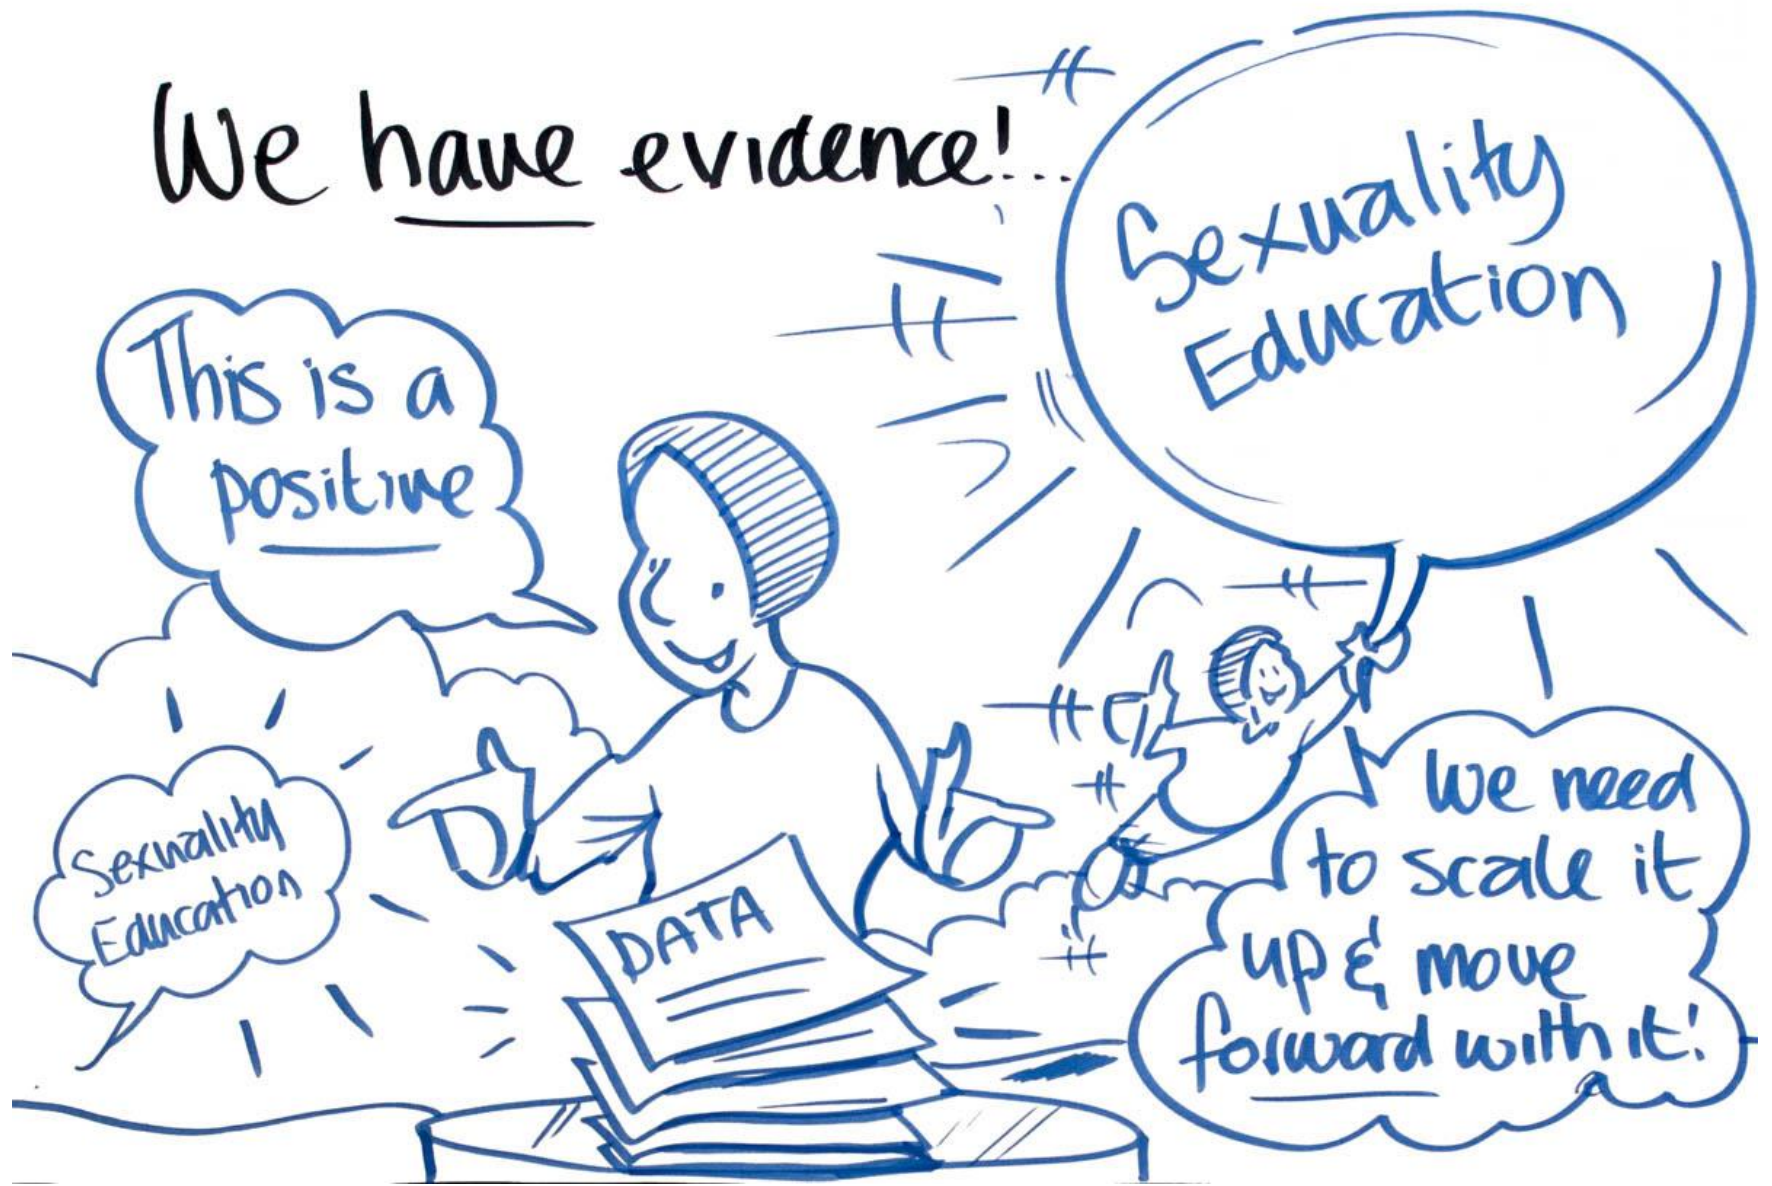 We have evidence!...
This is a
positive
Sexuality
Education
Sexuality
Education
DATA
We need
to scale it
up & move
forward with it!